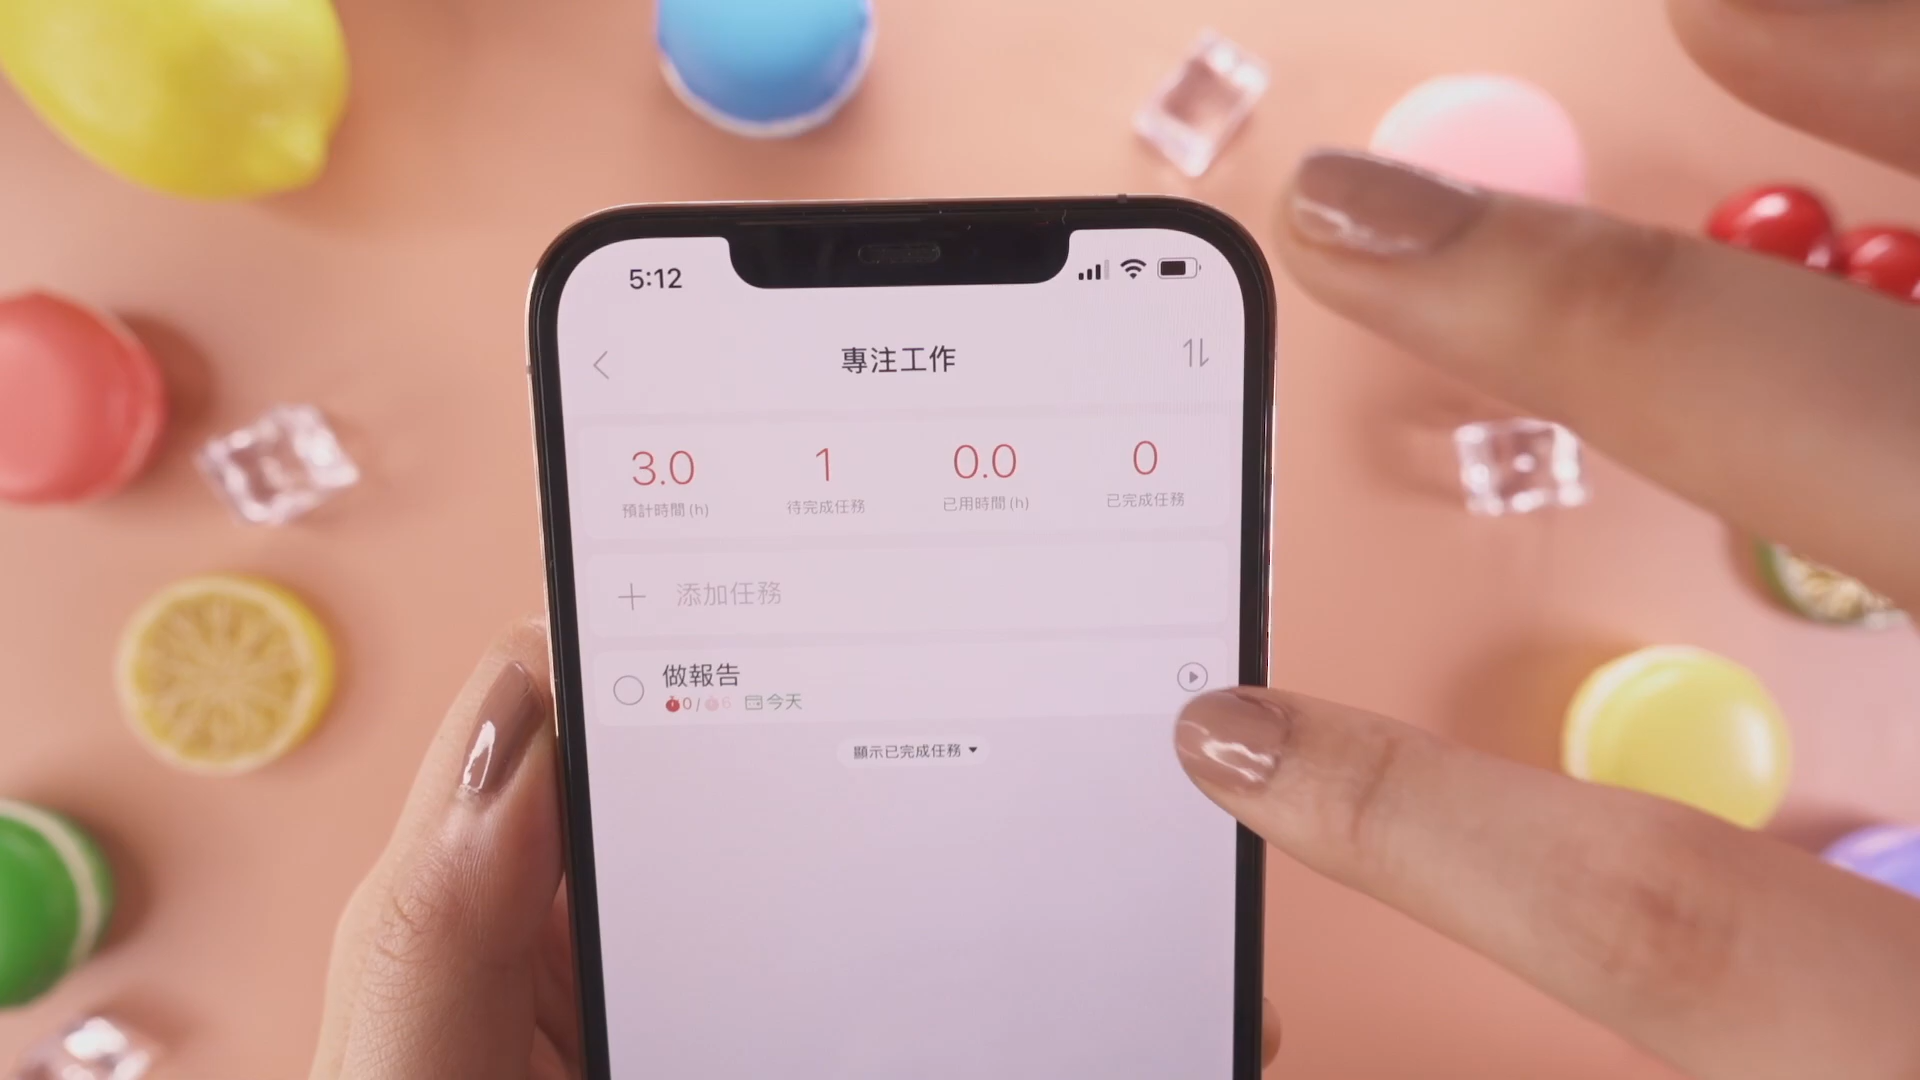 5:12
專注工作
3.0 1 0.0 0
預計時間(h) 待完成任務 已用時間(h) 已完成任務
添加任務
做報告
0/6 今天
顯示已完成任務